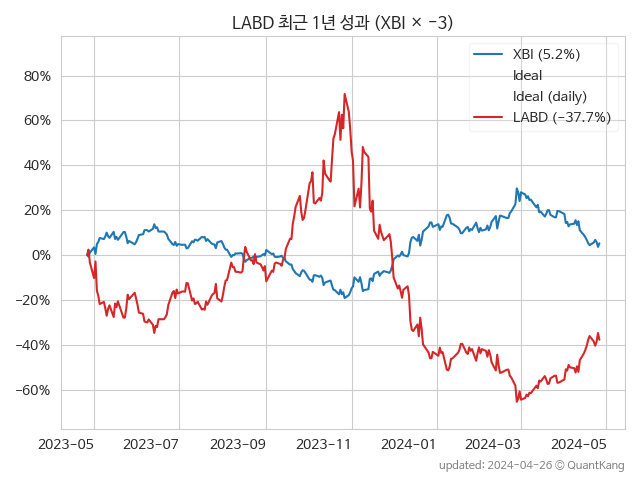 LABD 최근 1년 성과 (XBI × −3)
XBI (5.2%)
Ideal
Ideal (daily)
LABD (−37.7%)
80%
60%
40%
20%
0%
−20%
−40%
−60%
2023-05 2023-07 2023-09 2023-11 2024-01 2024-03 2024-05
updated: 2024-04-26 © QuantKang